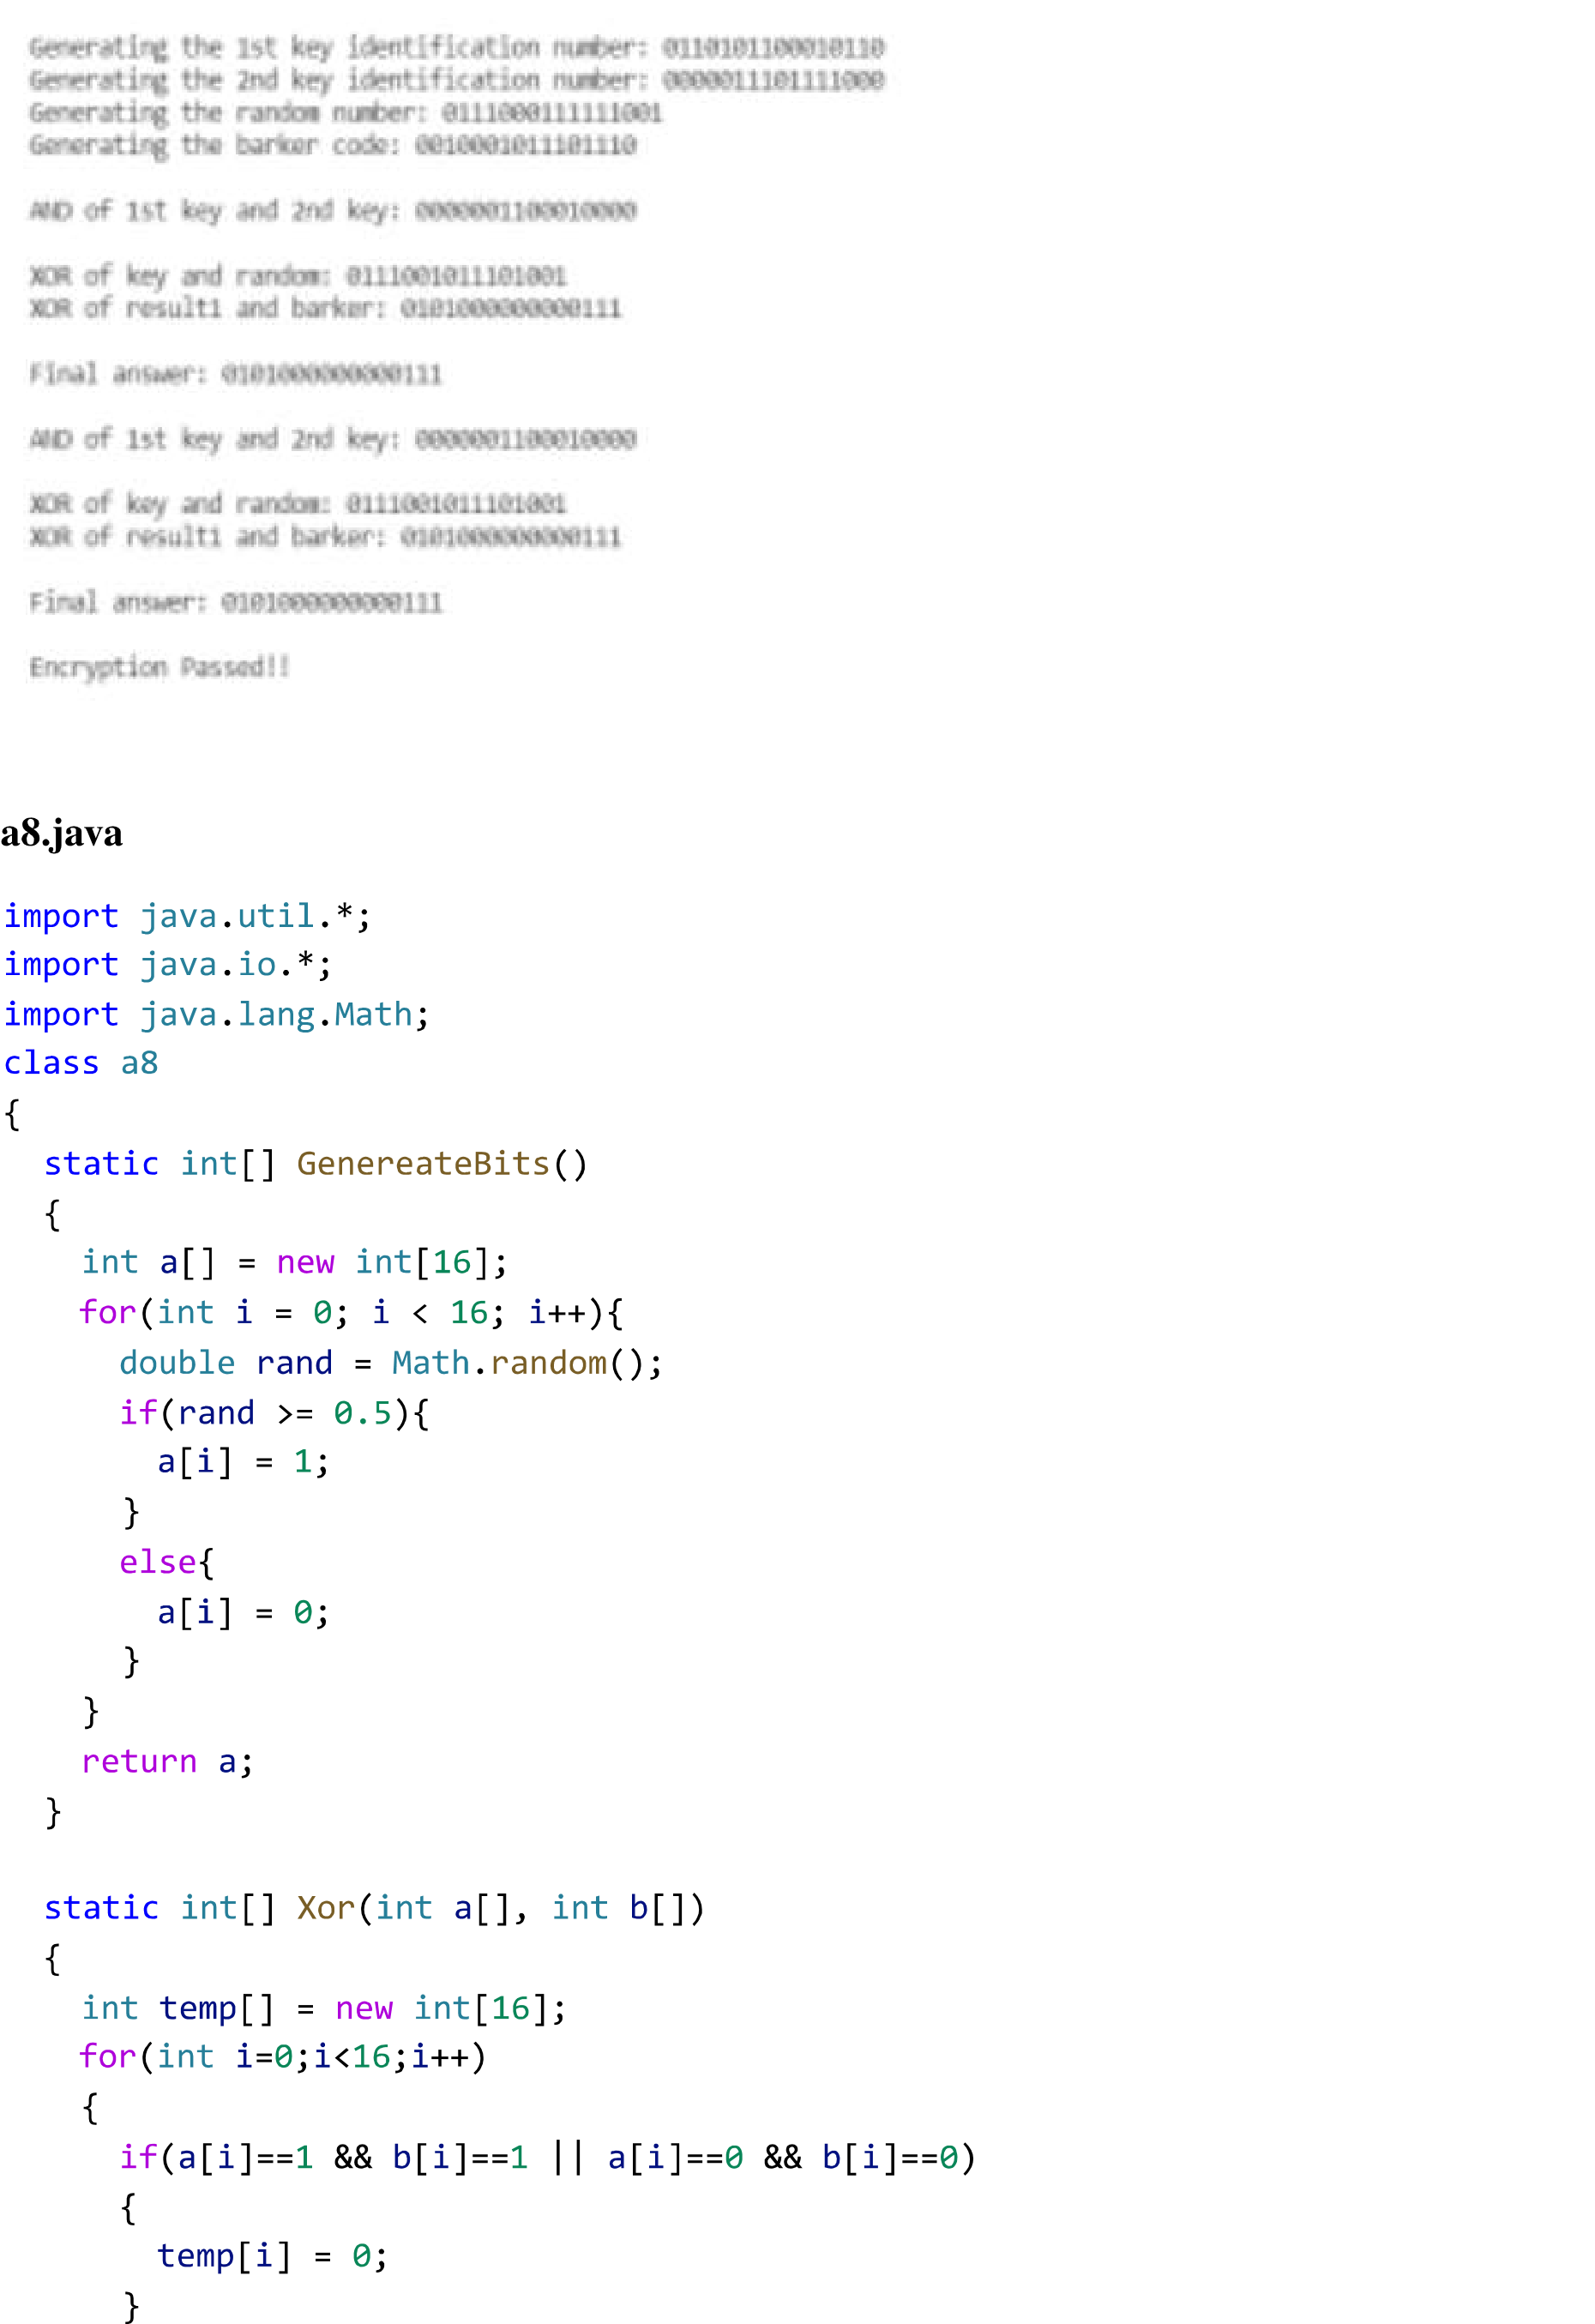 Generating the 1st key identification number: 0110101100010110
Generating the 2nd key identification number: 0000011101111000
Generating the random number: 0111000111111001
Generating the barker code: 0010001011101110
AND of 1st key and 2nd key: 0000001100010000
XOR of key and random: 0111001011101001
XOR of result1 and barker: 0101000000000111
Final answer: 0101000000000111
AND of 1st key and 2nd key: 0000001100010000
XOR of key and random: 0111001011101001
XOR of result1 and barker: 0101000000000111
Final answer: 0101000000000111
Encryption Passed!!
a8.java
import java.util.*;
import java.io.*;
import java.lang.Math;
class a8
{
static int[] GenereateBits()
{
int a[] = new int[16];
for(int i = 0; i < 16; i++){
double rand = Math.random();
if(rand >= 0.5){
a[i] = 1;
}
else{
a[i] = 0;
}
}
return a;
}
static int[] Xor(int a[], int b[])
{
int temp[] = new int[16];
for(int i=0;i<16;i++)
{
if(a[i]==1 && b[i]==1 || a[i]==0 && b[i]==0)
{
temp[i] = 0;
}